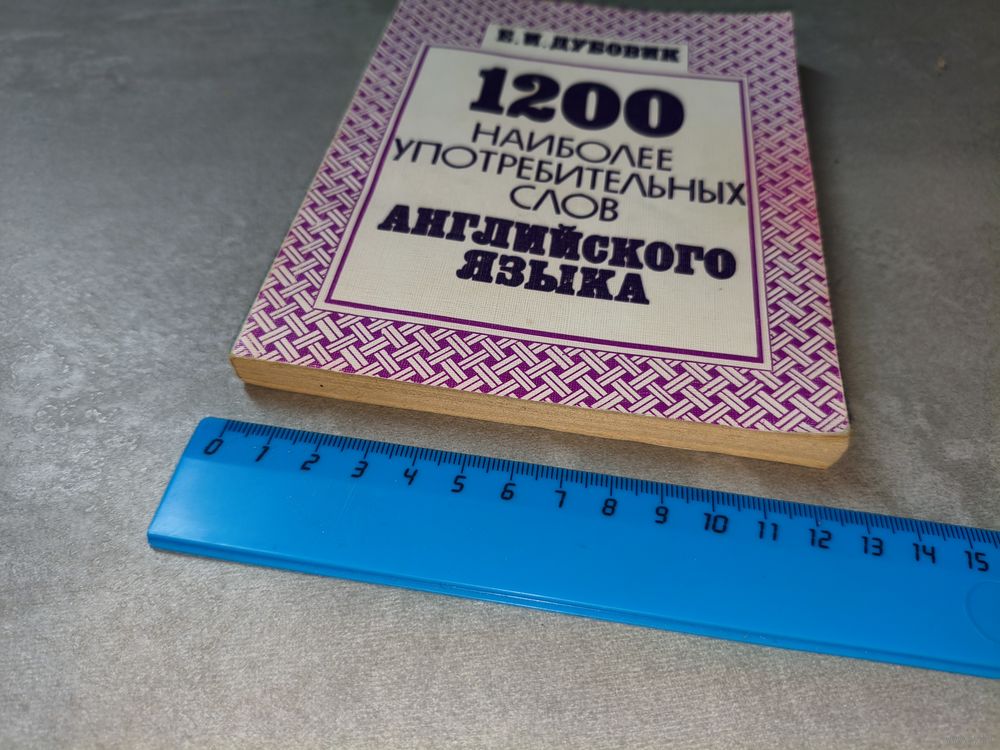 Е. И. ДУБОВИК
1200
НАИБОЛЕЕ
УПОТРЕБИТЕЛЬНЫХ
СЛОВ
АНГЛИЙСКОГО
ЯЗЫКА
0 1 2 3 4 5 6 7 8 9 10 11 12 13 14 15